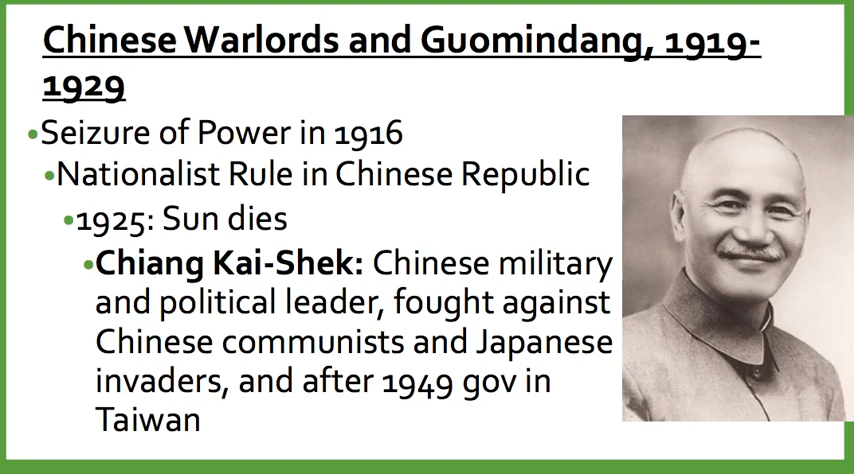 Chinese Warlords and Guomindang, 1919-
1929
•Seizure of Power in 1916
•Nationalist Rule in Chinese Republic
•1925: Sun dies
•Chiang Kai-Shek: Chinese military
and political leader, fought against
Chinese communists and Japanese
invaders, and after 1949 gov in
Taiwan